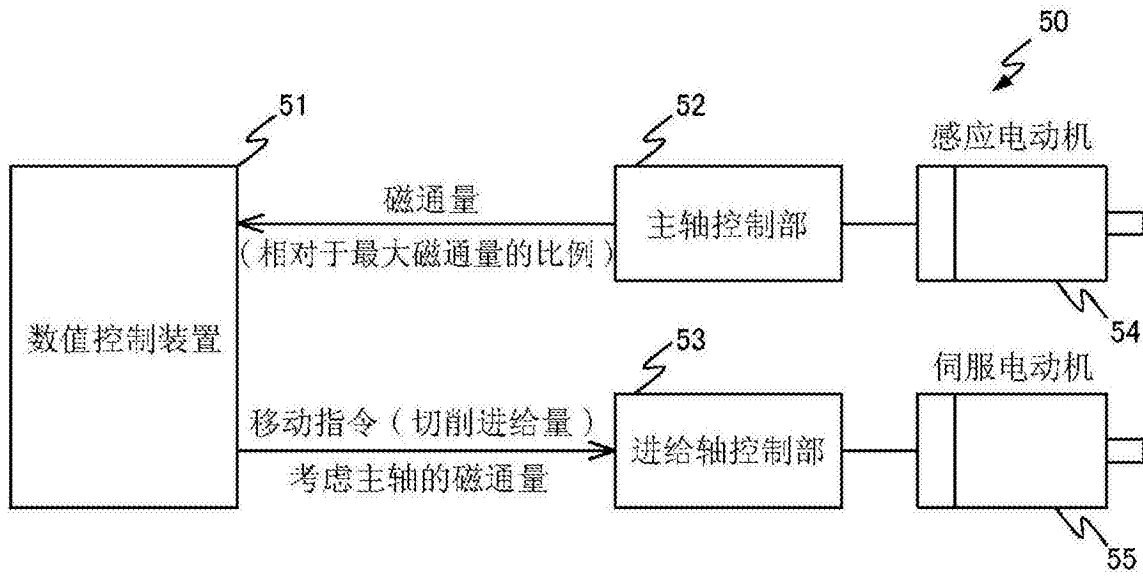 50
51
52
感应电动机
磁通量
（相对于最大磁通量的比例）
主轴控制部
54
数值控制装置
53
伺服电动机
移动指令（切削进给量）
考虑主轴的磁通量
进给轴控制部
55